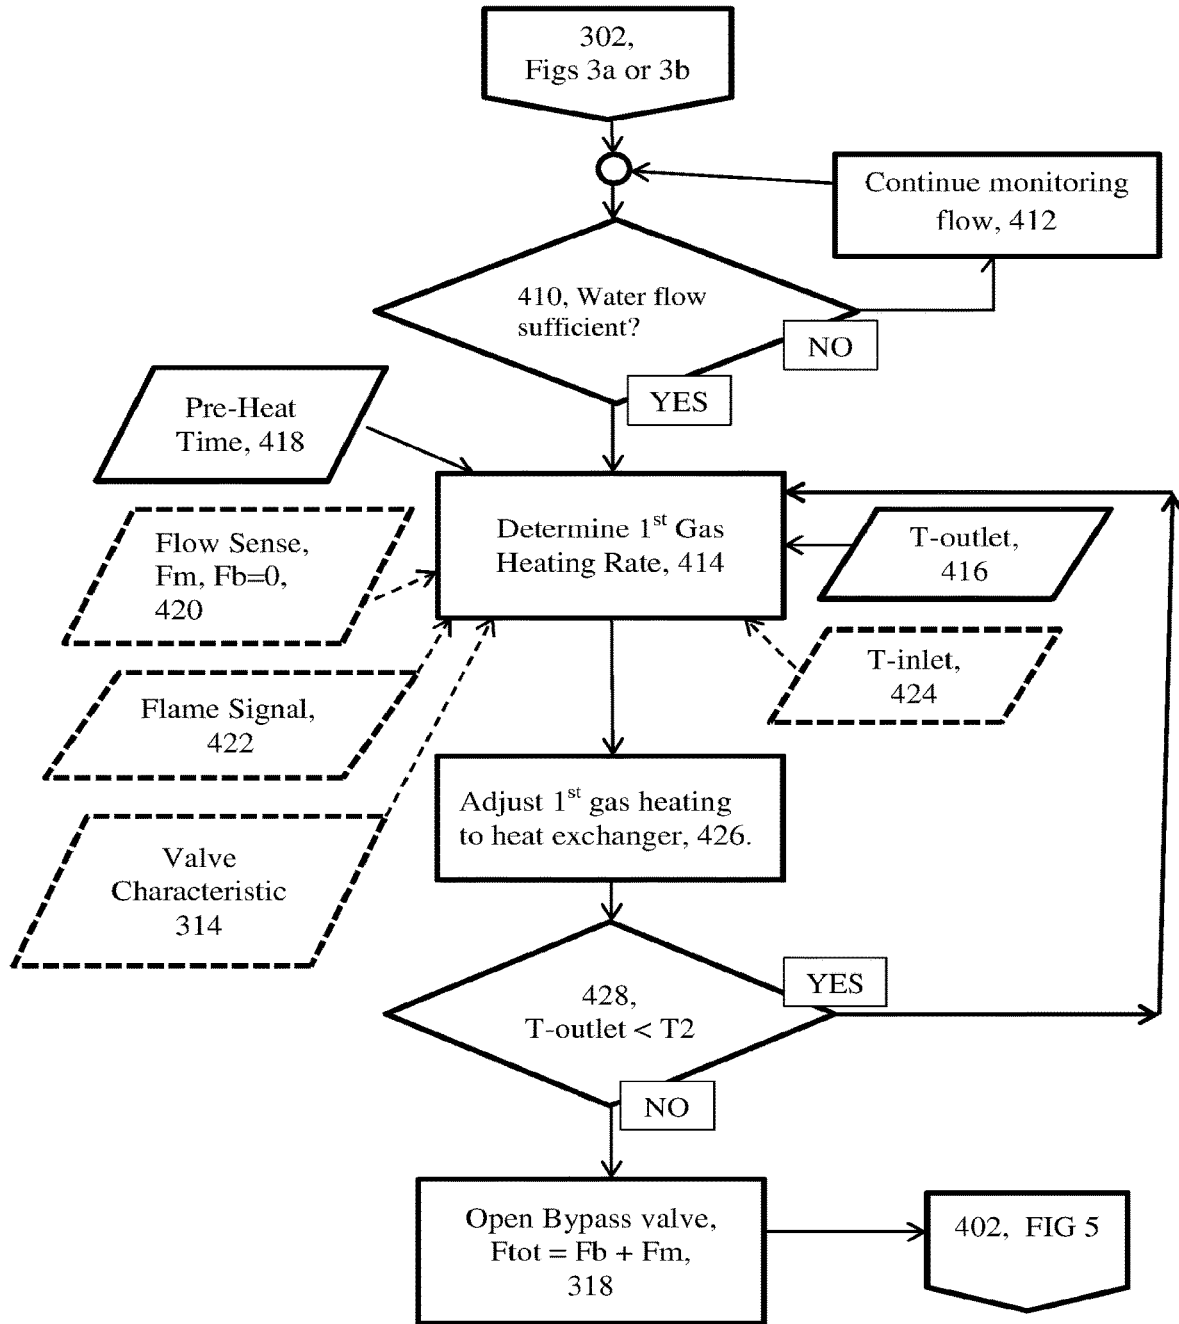 302,
Figs 3a or 3b
Continue monitoring
flow, 412
410, Water flow
sufficient?
NO
YES
Pre-Heat
Time, 418
Flow Sense,
Fm, Fb=0,
420
Determine 1st Gas
Heating Rate, 414
T-outlet,
416
T-inlet,
424
Flame Signal,
422
Adjust 1st gas heating
to heat exchanger, 426.
Valve
Characteristic
314
YES
428,
T-outlet < T2
NO
Open Bypass valve,
Ftot = Fb + Fm,
318
402, FIG 5